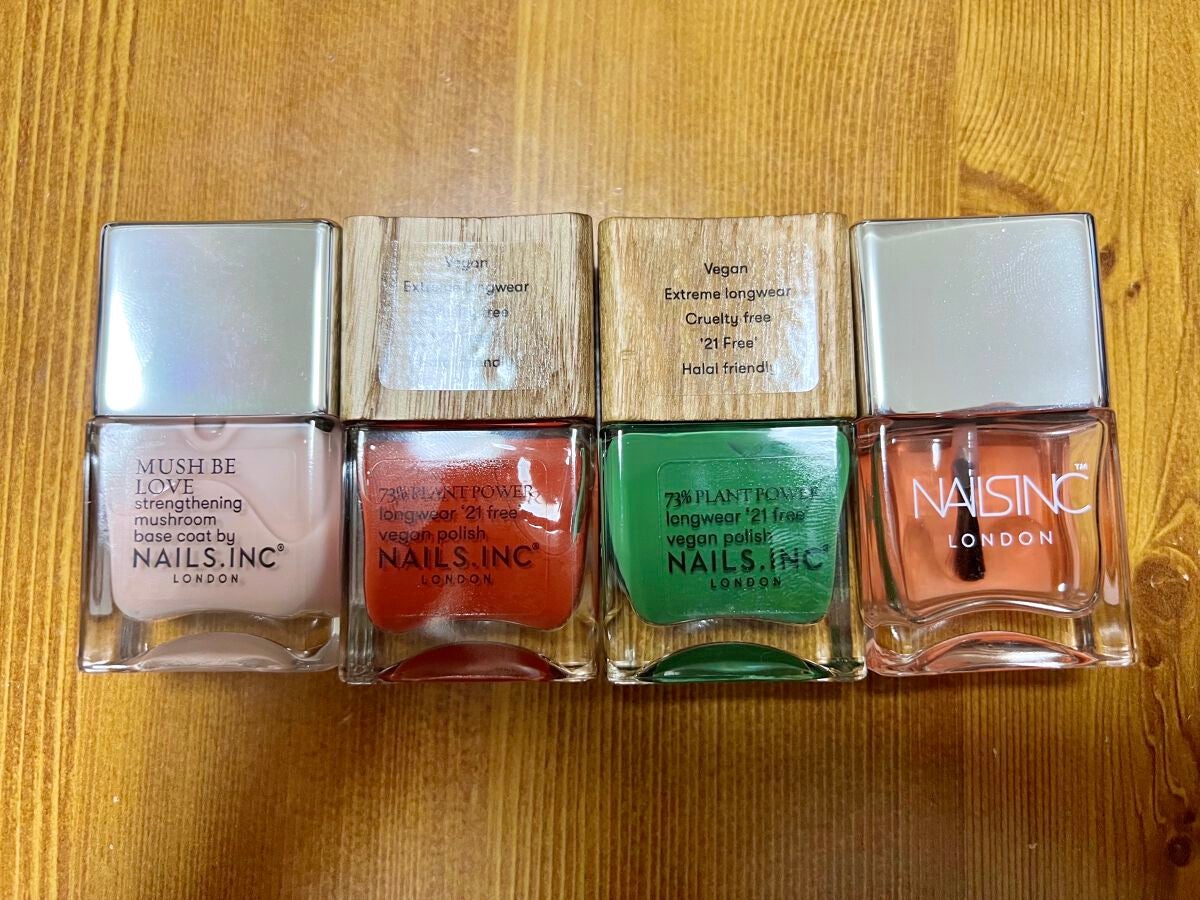 MUSH BE
LOVE
strengthening
mushroom
base coat by
NAILS.INC®
LONDON
Vegan
Extreme longwear
73% PLANT POWER
longwear '21 free'
vegan polish
NAILS.INC®
LONDON
Vegan
Extreme longwear
Cruelty free
'21 Free'
Halal friendly
73% PLANT POWER
longwear '21 free'
vegan polish
NAILS.INC®
LONDON
NAILSINC™
LONDON